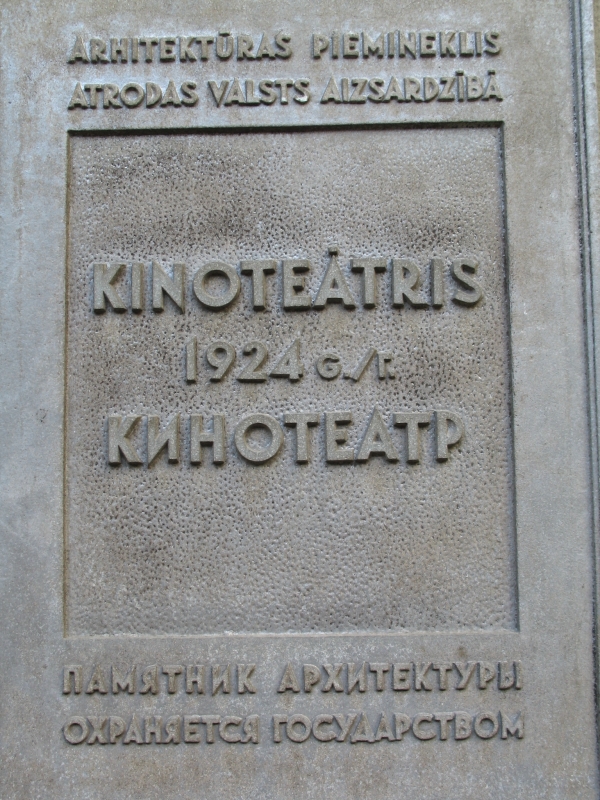 ARHITEKTŪRAS PIEMINEKLIS
ATRODAS VALSTS AIZSARDZĪBĀ
KINOTEĀTRIS
1924 G./Г.
КИНОТЕАТР
ПАМЯТНИК АРХИТЕКТУРЫ
ОХРАНЯЕТСЯ ГОСУДАРСТВОМ